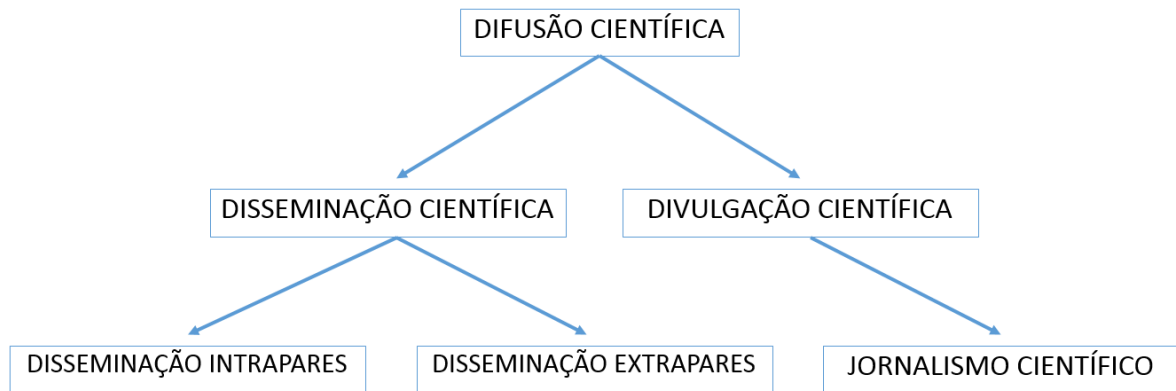 DIFUSÃO CIENTÍFICA
DISSEMINAÇÃO CIENTÍFICA
DIVULGAÇÃO CIENTÍFICA
DISSEMINAÇÃO INTRAPARES
DISSEMINAÇÃO EXTRAPARES
JORNALISMO CIENTÍFICO